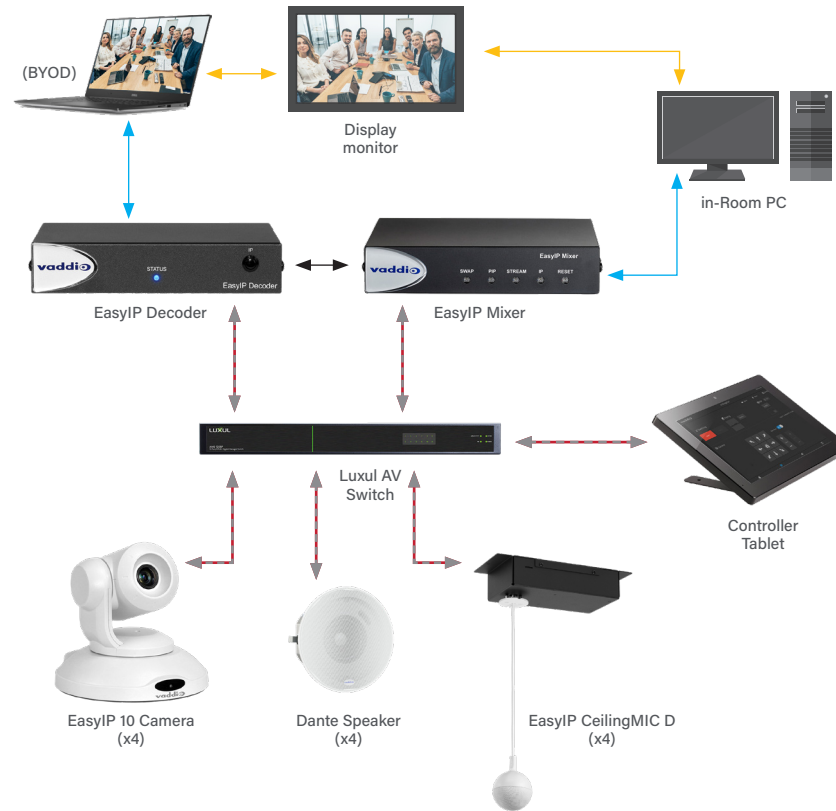 (BYOD)
Display
monitor
in-Room PC
vaddio
STATUS
IP
EasyIP Decoder
EasyIP Decoder
vaddio
EasyIP Mixer
SWAP PIP STREAM IP RESET
EasyIP Mixer
LUXUL
Luxul AV
Switch
Controller
Tablet
vaddio
EasyIP 10 Camera
(x4)
Dante Speaker
(x4)
EasyIP CeilingMIC D
(x4)